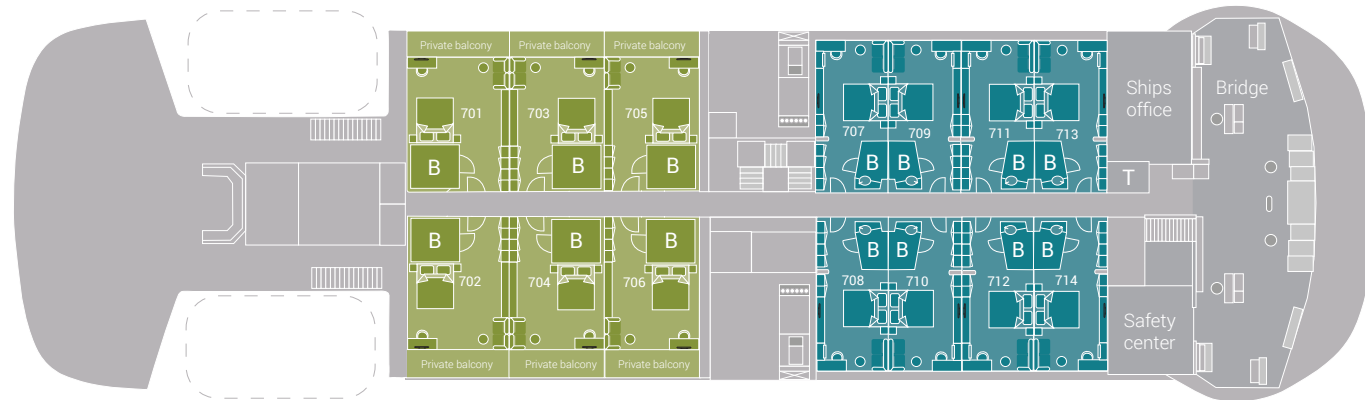 Private balcony
Private balcony
Private balcony
701
703
705
B
B
B
707
709
711
713
B
B
B
B
Ships
office
Bridge
T
B
B
B
702
704
706
B
B
B
B
708
710
712
714
Safety
center
Private balcony
Private balcony
Private balcony